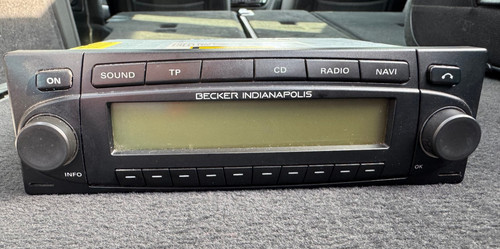 ON SOUND TP CD RADIO NAVI
BECKER INDIANAPOLIS
INFO OK